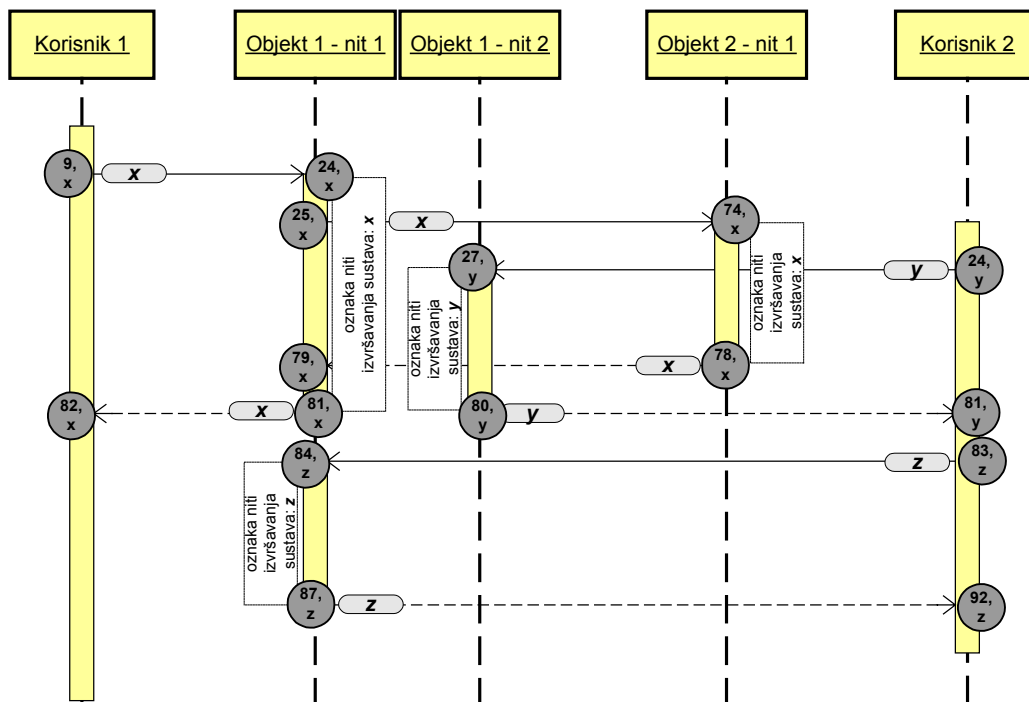 Korisnik 1
Objekt 1 - nit 1
Objekt 1 - nit 2
Objekt 2 - nit 1
Korisnik 2
9,
x
x
24,
x
25,
x
x
74,
x
oznaka niti
izvršavanja sustava: x
27,
y
y
24,
y
oznaka niti
izvršavanja
sustava: y
oznaka niti
izvršavanja
sustava: x
79,
x
x
78,
x
82,
x
x
81,
x
80,
y
y
81,
y
84,
z
z
83,
z
oznaka niti
izvršavanja
sustava: z
87,
z
z
92,
z